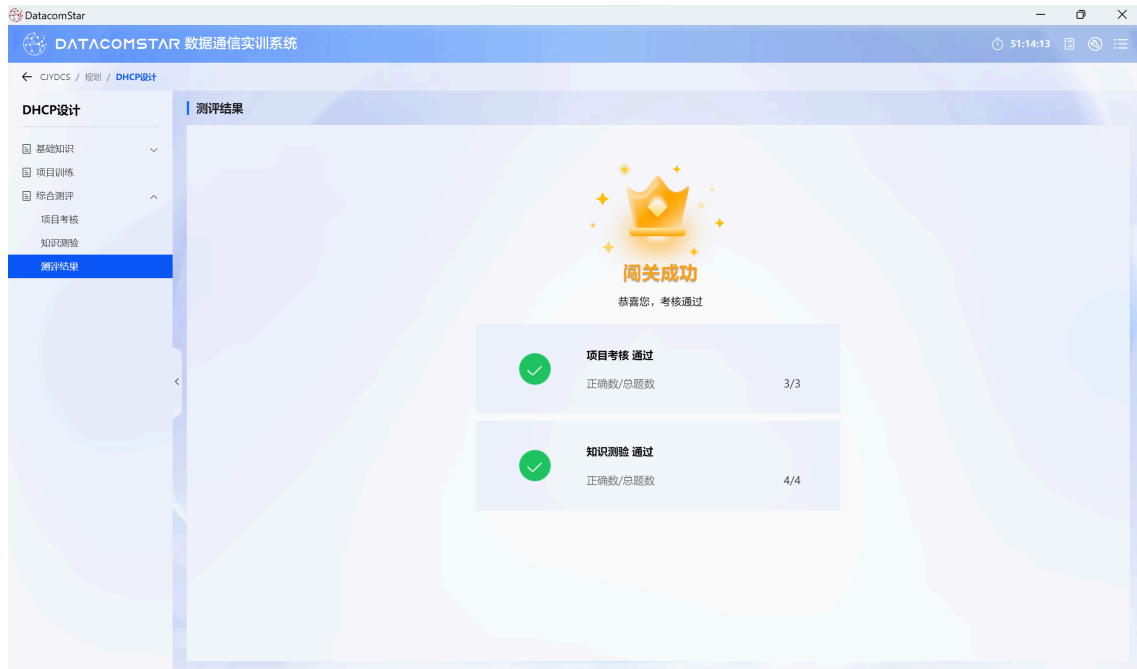 DatacomStar
DATACOMSTAR 数据通信实训系统
51:14:13
CJYDCS / 规划 / DHCP设计
DHCP设计
基础知识
项目训练
综合测评
项目考核
知识测验
测评结果
测评结果
闯关成功
恭喜您，考核通过
项目考核 通过
正确数/总题数 3/3
知识测验 通过
正确数/总题数 4/4